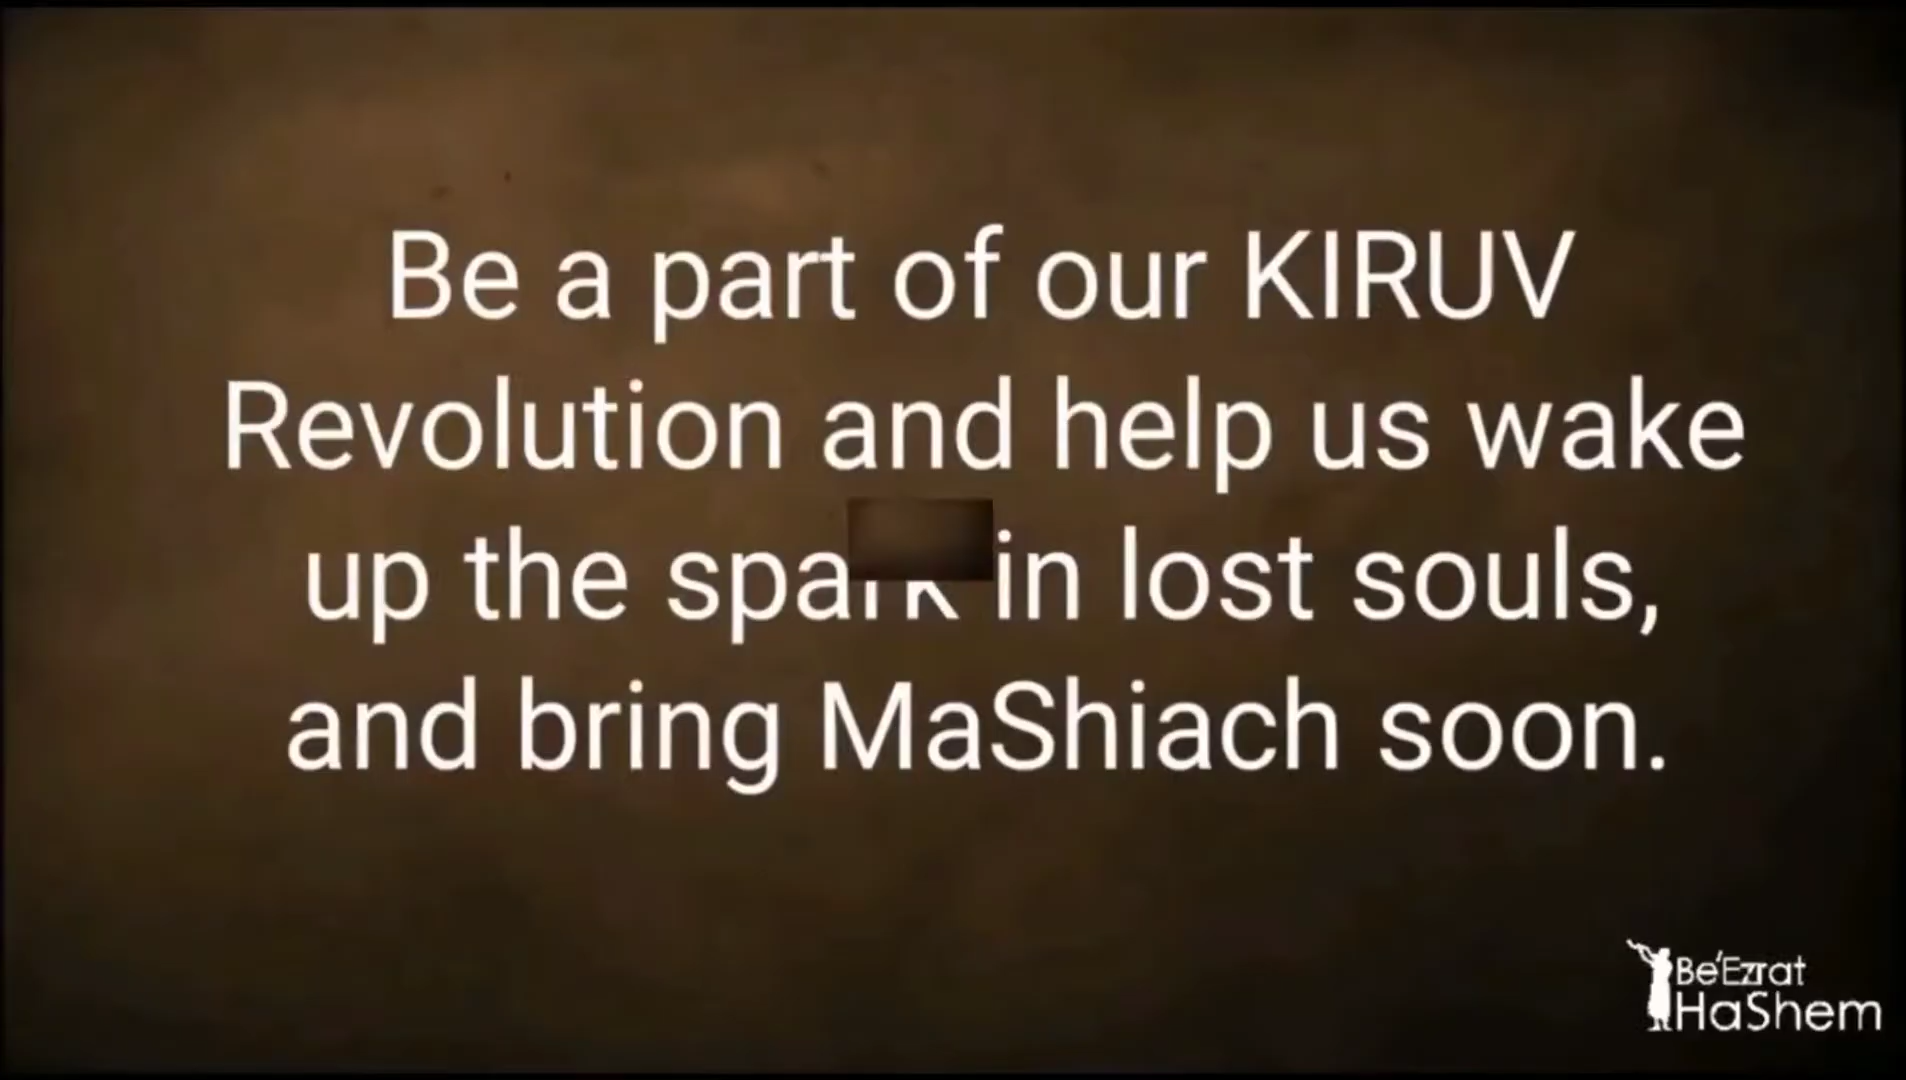 Be a part of our KIRUV
Revolution and help us wake
up the spark in lost souls,
and bring MaShiach soon.
Be'Ezrat
HaShem